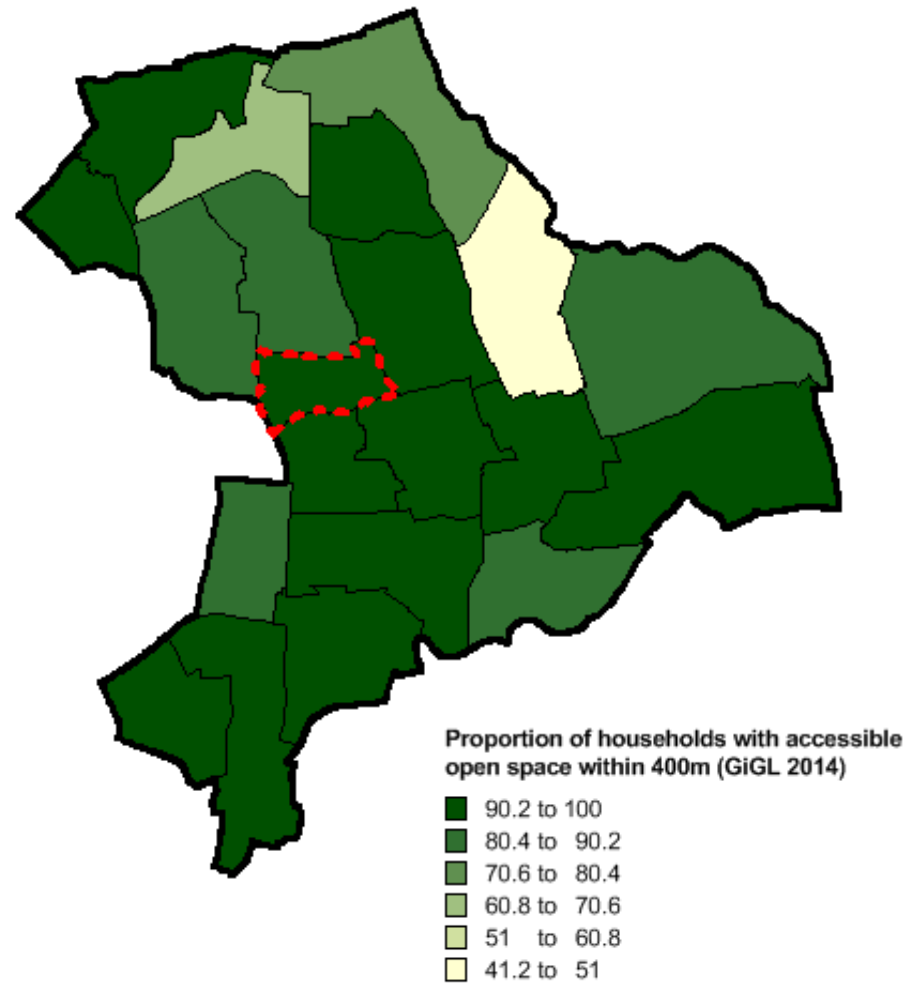 Proportion of households with accessible
open space within 400m (GiGL 2014)
90.2 to 100
80.4 to 90.2
70.6 to 80.4
60.8 to 70.6
51 to 60.8
41.2 to 51